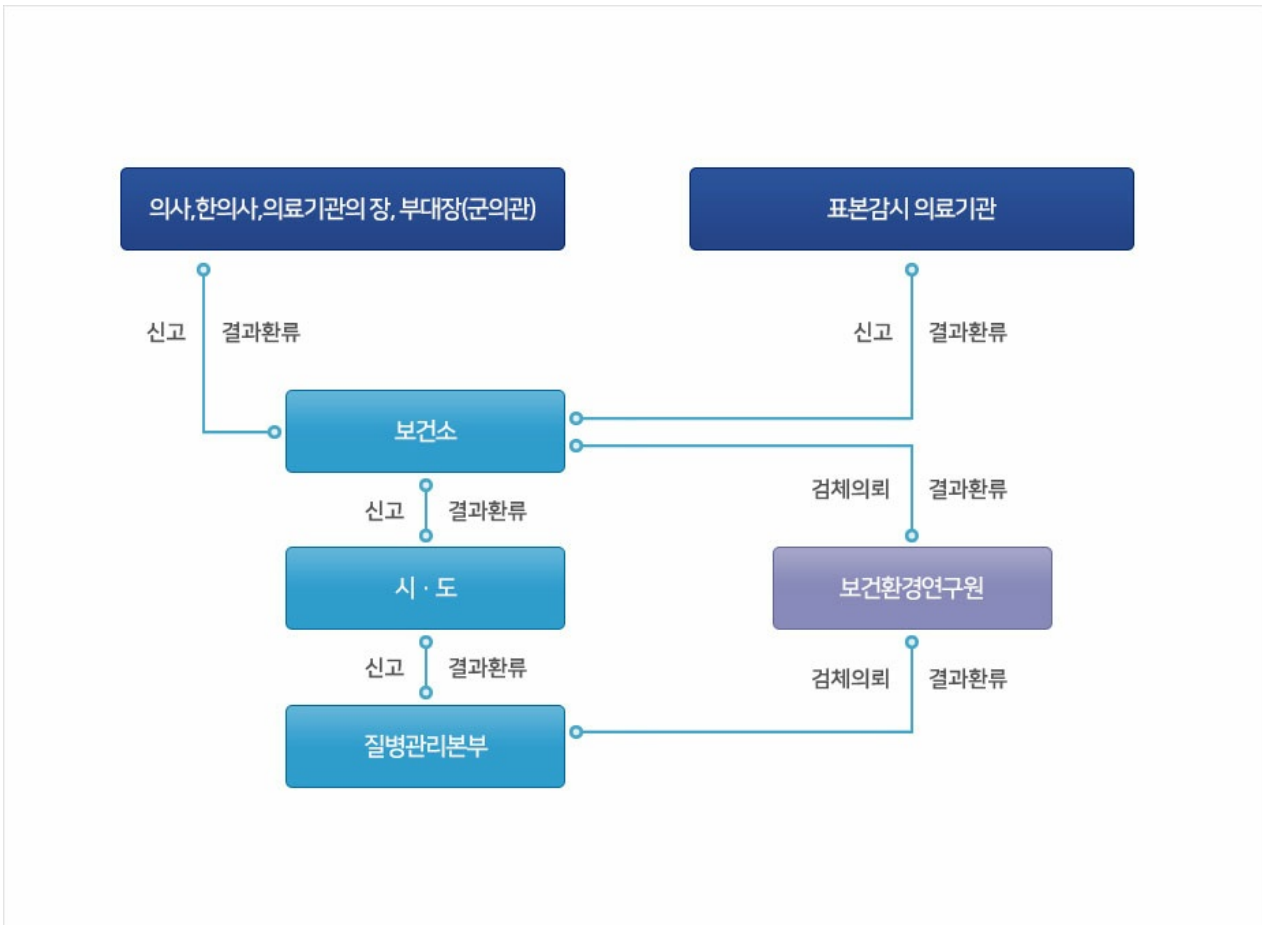 의사,한의사,의료기관의 장, 부대장(군의관)
표본감시 의료기관
신고 결과환류
신고 결과환류
보건소
검체의뢰 결과환류
신고 결과환류
시 · 도
보건환경연구원
신고 결과환류
검체의뢰 결과환류
질병관리본부